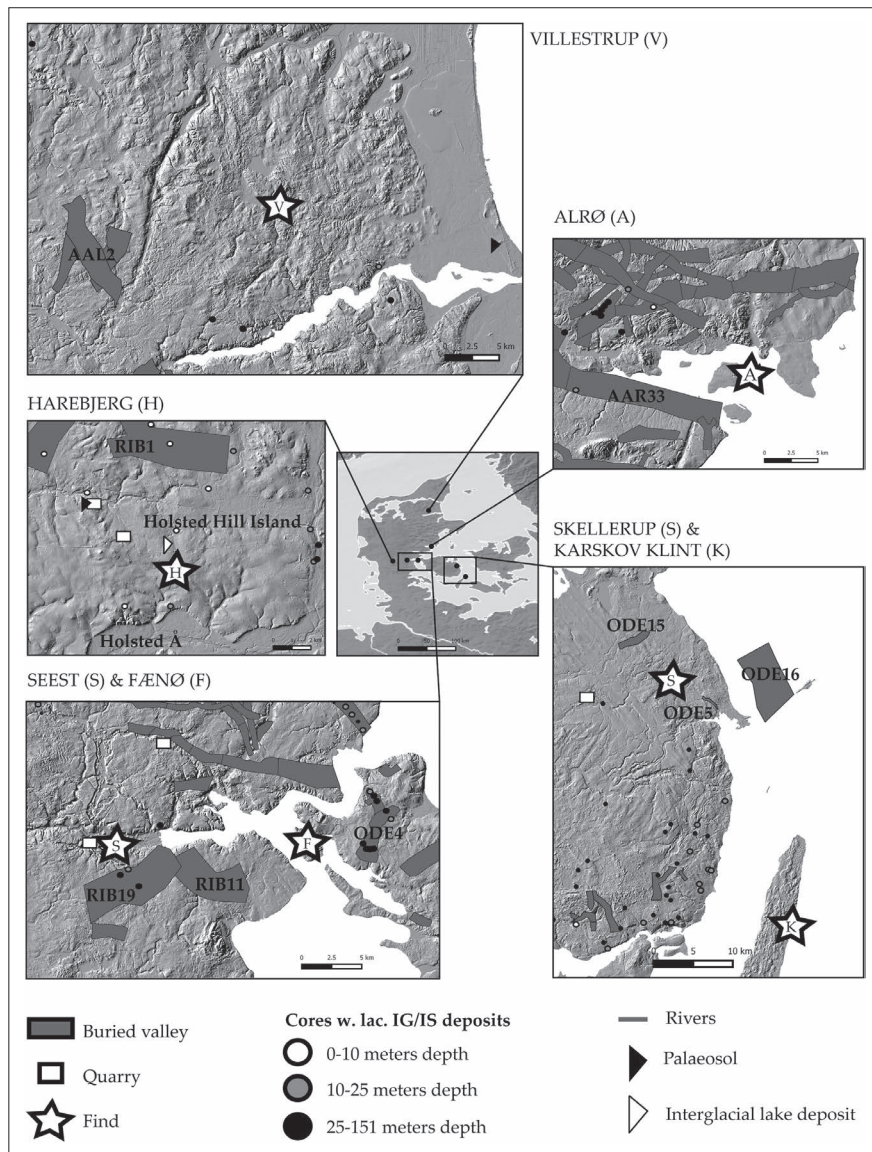 VILLESTRUP (V)
V
AAL2
0 2.5 5 km
ALRØ (A)
A
AAR33
0 2.5 5 km
HAREBJERG (H)
RIB1
Holsted Hill Island
H
Holsted Å
2 km
0 50 100 km
SKELLERUP (S) &
KARSKOV KLINT (K)
ODE15
S
ODE16
ODE5
K
5 10 km
SEEST (S) & FÆNØ (F)
S
F
ODE4
RIB19
RIB11
0 2.5 5 km
Buried valley
Quarry
Find
Cores w. lac. IG/IS deposits
0-10 meters depth
10-25 meters depth
25-151 meters depth
Rivers
Palaeosol
Interglacial lake deposit